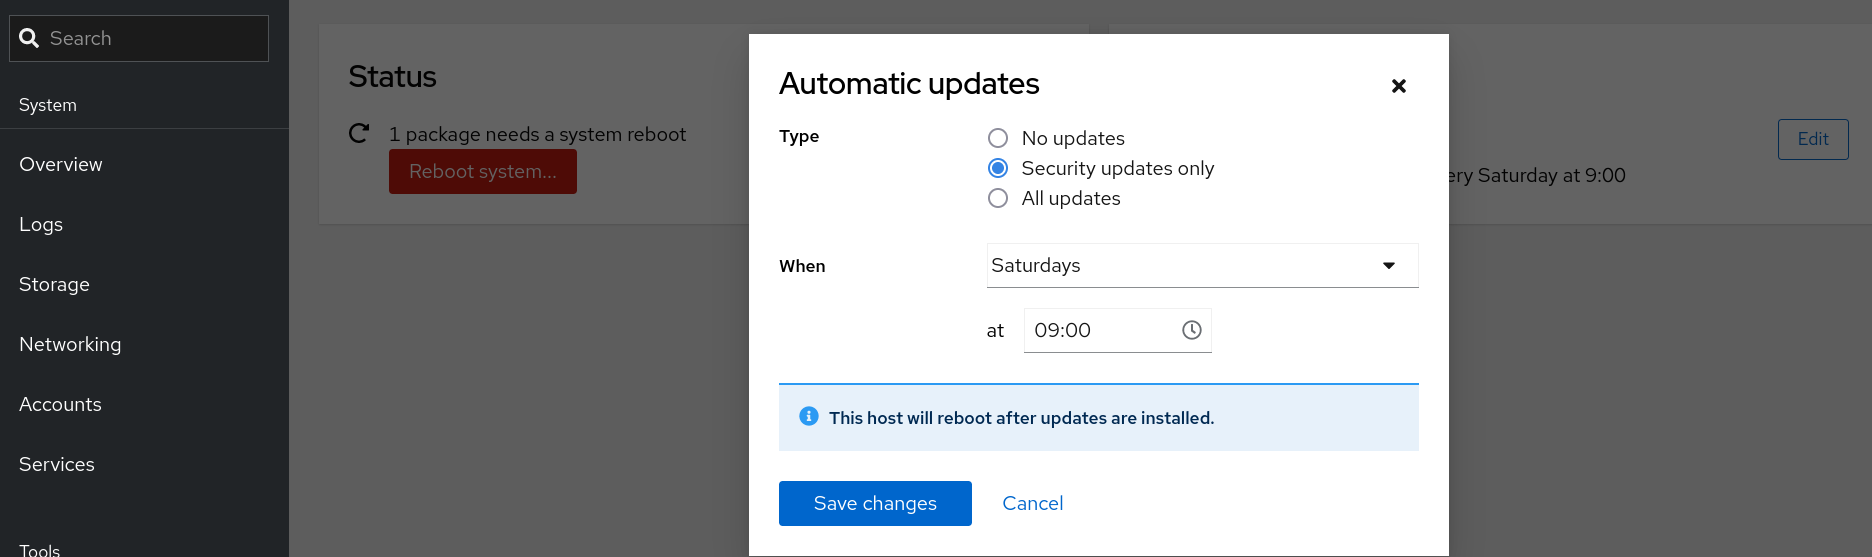 Search
System
Overview
Logs
Storage
Networking
Accounts
Services
Tools
Status
1 package needs a system reboot
Reboot system...
Edit
ery Saturday at 9:00
Automatic updates
Type
No updates
Security updates only
All updates
When
Saturdays
at 09:00
This host will reboot after updates are installed.
Save changes Cancel